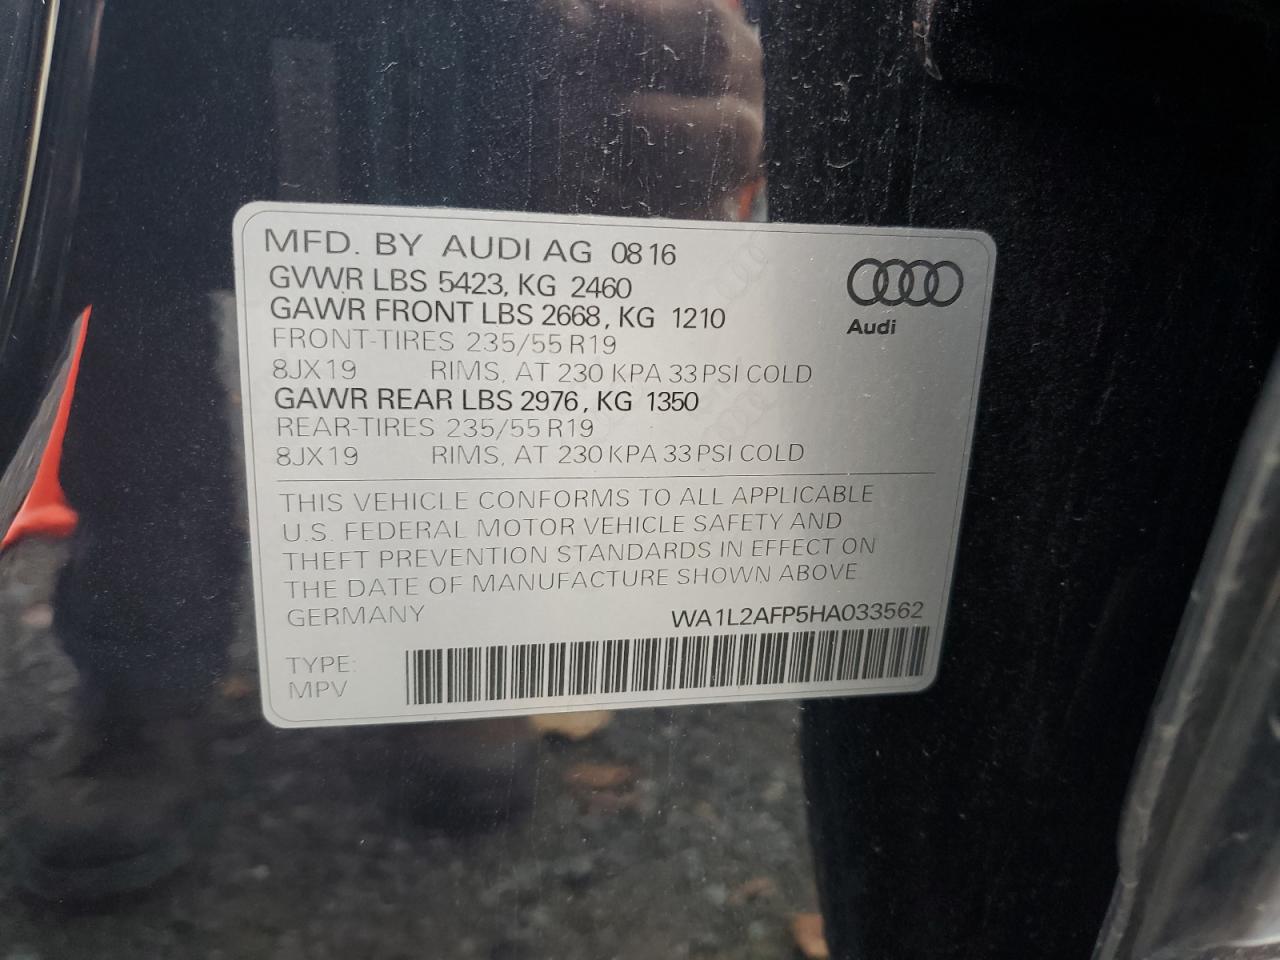 MFD. BY AUDI AG 08 16
GVWR LBS 5423, KG 2460
GAWR FRONT LBS 2668, KG 1210
FRONT-TIRES 235/55 R19
8JX19 RIMS, AT 230 KPA 33 PSI COLD
GAWR REAR LBS 2976, KG 1350
REAR-TIRES 235/55 R19
8JX19 RIMS, AT 230 KPA 33 PSI COLD
Audi
THIS VEHICLE CONFORMS TO ALL APPLICABLE
U.S. FEDERAL MOTOR VEHICLE SAFETY AND
THEFT PREVENTION STANDARDS IN EFFECT ON
THE DATE OF MANUFACTURE SHOWN ABOVE
GERMANY WA1L2AFP5HA033562
TYPE:
MPV